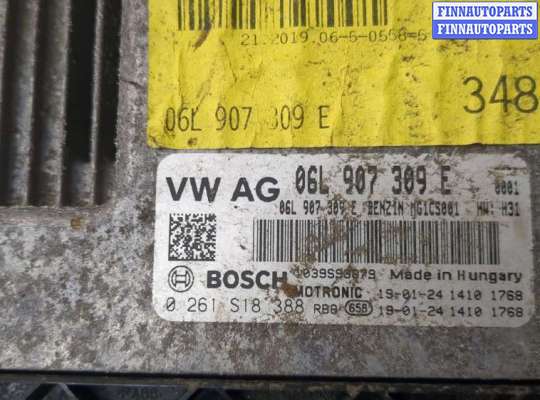 FINNAUTOPARTS
FINNAUTOPARTS
21.2019.06-5-0558-5
06L 907 309 E
348
VW AG 06L 907 309 E 0001
06L 907 309 E BENZIN MG1CS001 HW: H31
BOSCH Made in Hungary
MOTRONIC 19-01-24 1410 1768
0 261 S18 388 RBG 658 19-01-24 1410 1768